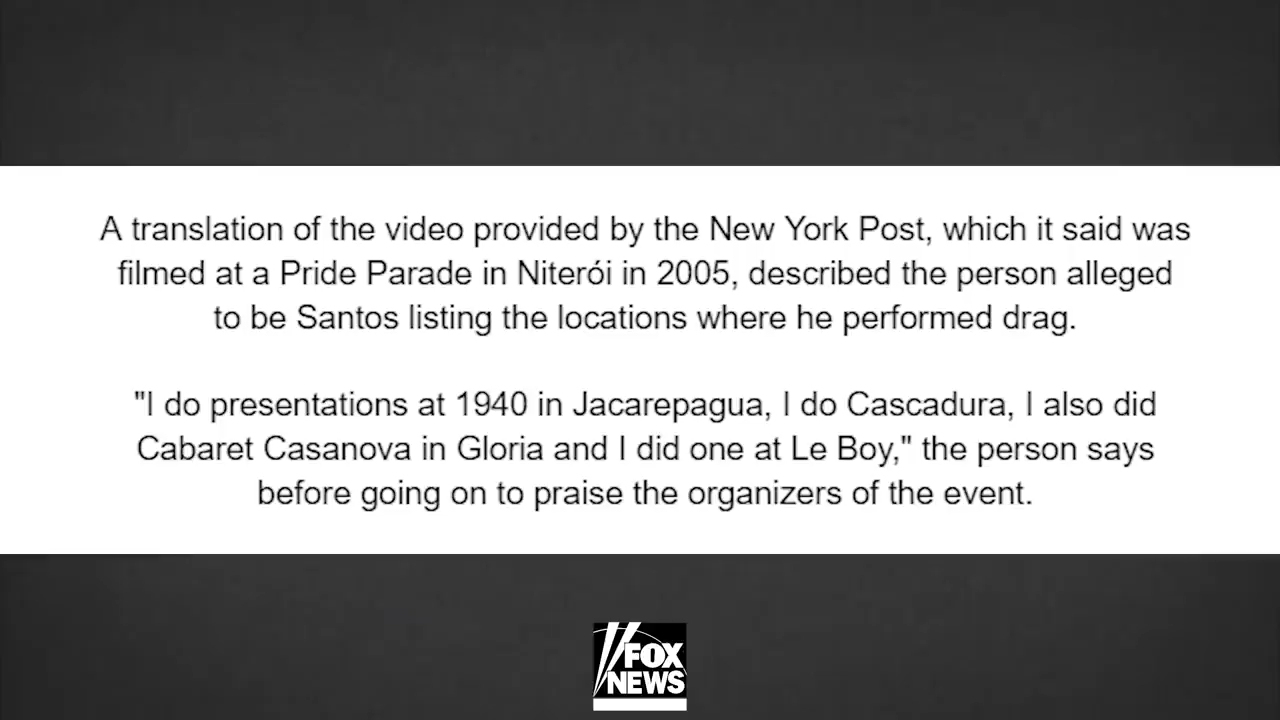 A translation of the video provided by the New York Post, which it said was
filmed at a Pride Parade in Niterói in 2005, described the person alleged
to be Santos listing the locations where he performed drag.
"I do presentations at 1940 in Jacarepagua, I do Cascadura, I also did
Cabaret Casanova in Gloria and I did one at Le Boy," the person says
before going on to praise the organizers of the event.
FOX
NEWS